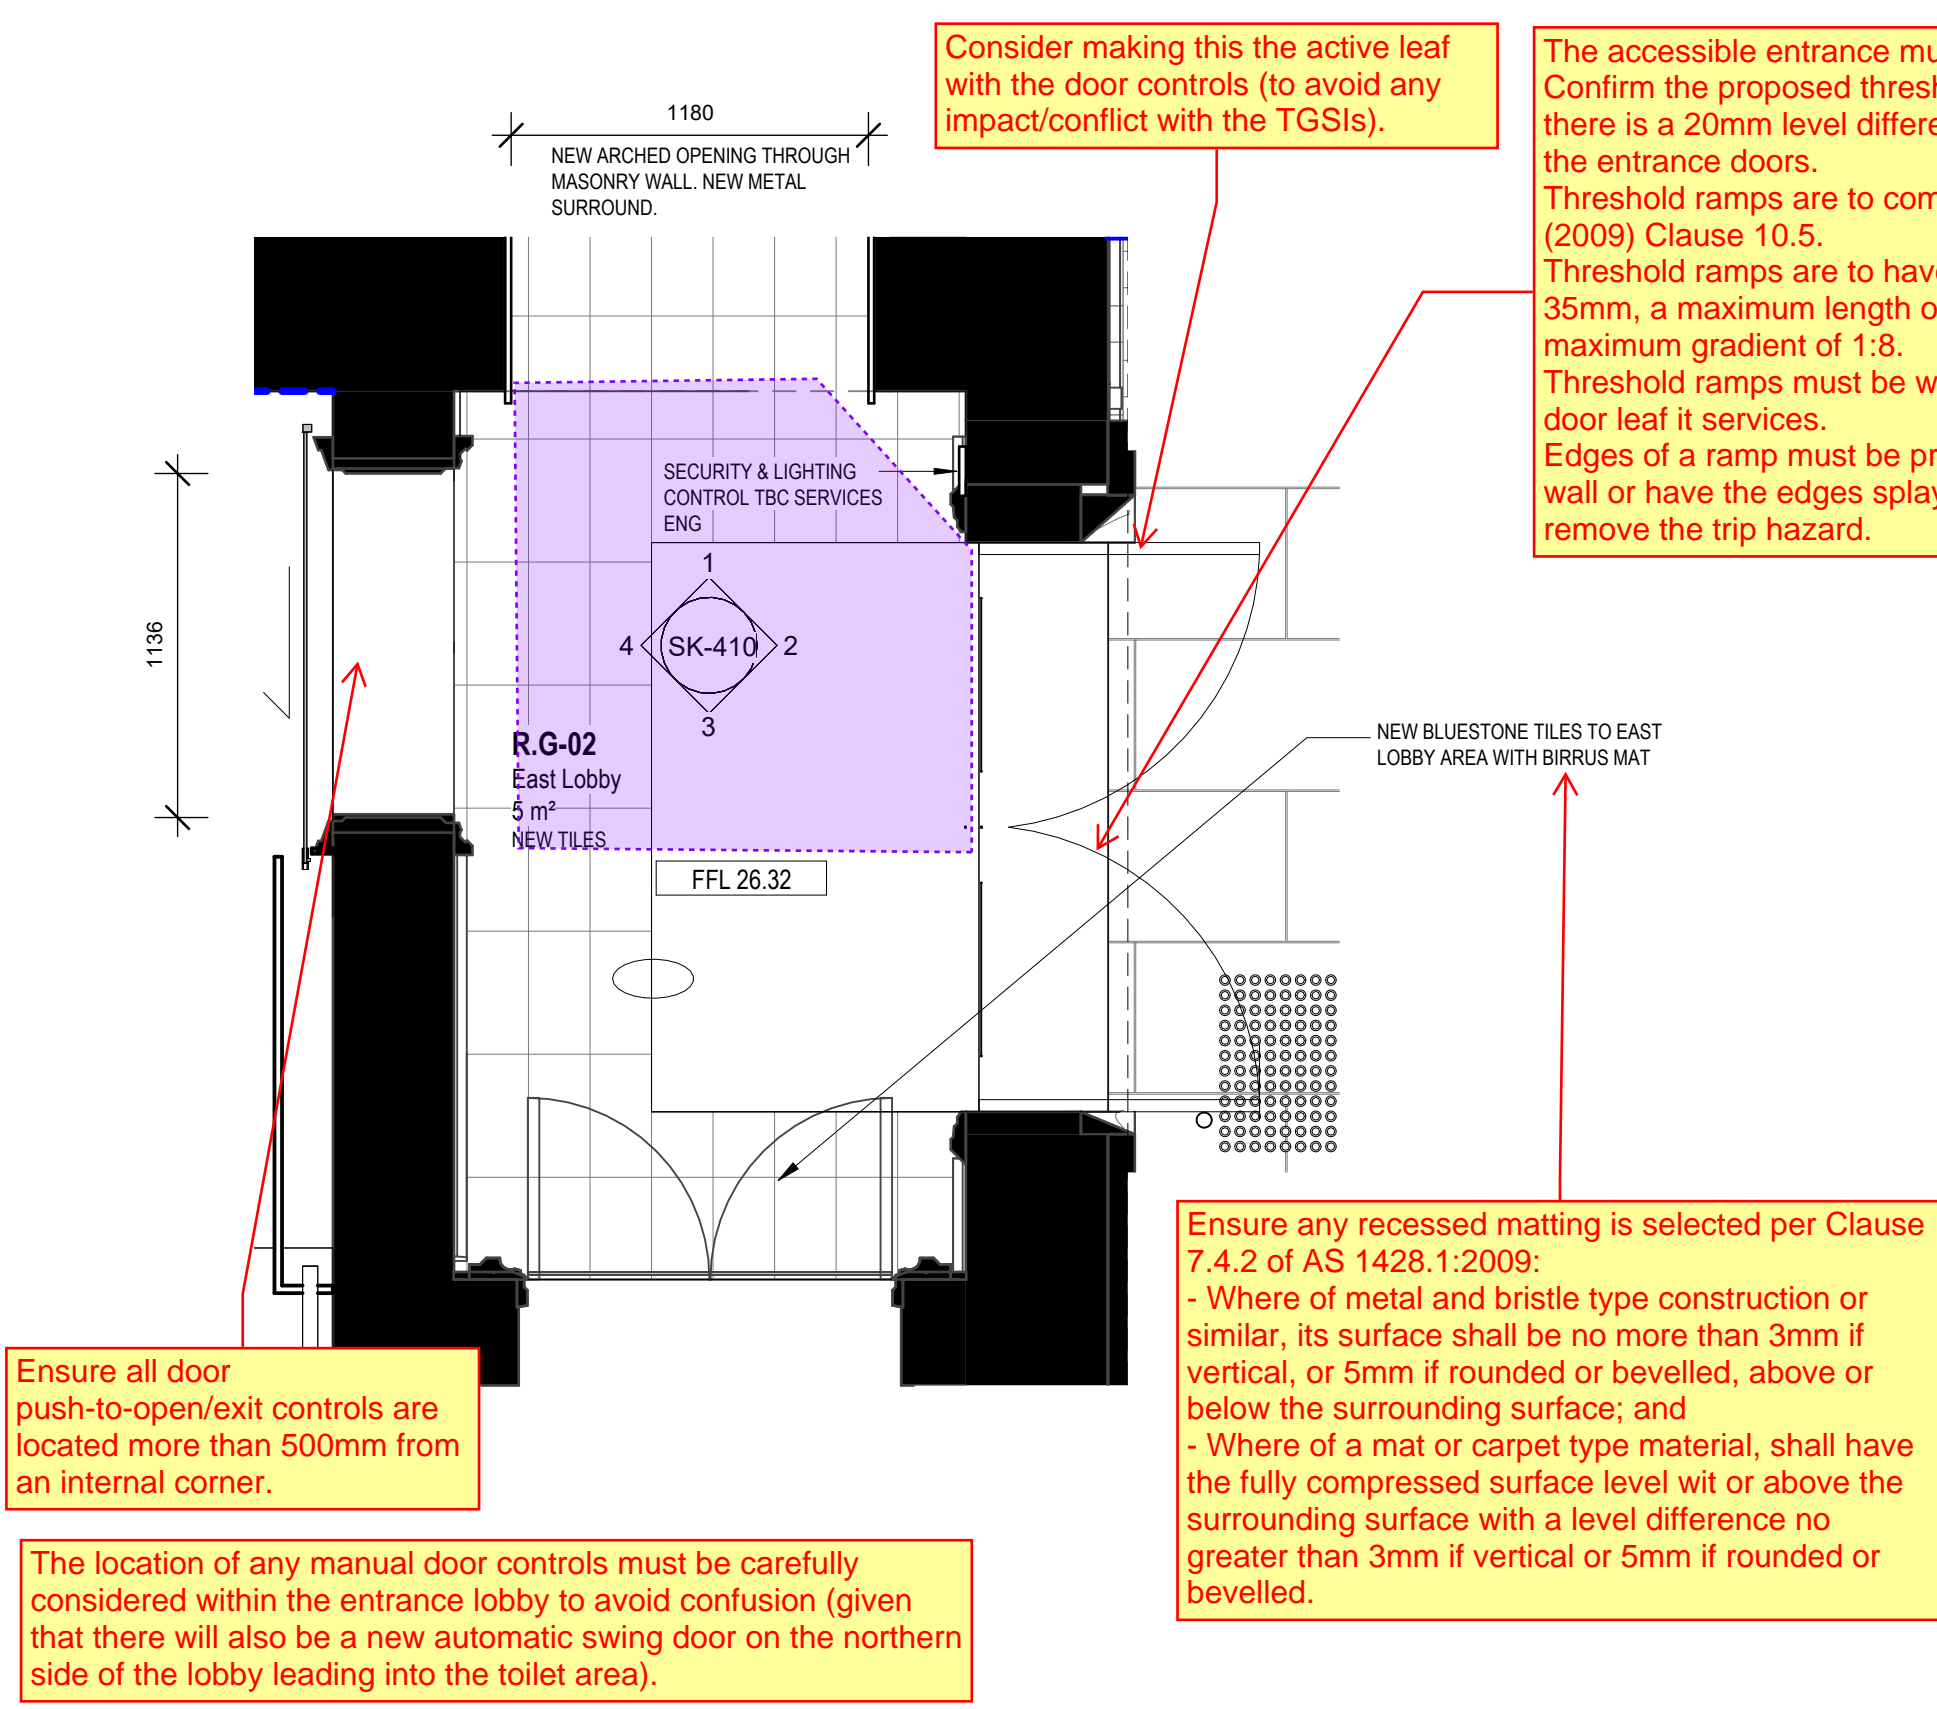 Consider making this the active leaf
with the door controls (to avoid any
impact/conflict with the TGSIs).
The accessible entrance mu
Confirm the proposed thresh
there is a 20mm level differe
the entrance doors.
Threshold ramps are to com
(2009) Clause 10.5.
Threshold ramps are to have
35mm, a maximum length o
maximum gradient of 1:8.
Threshold ramps must be w
door leaf it services.
Edges of a ramp must be pr
wall or have the edges splay
remove the trip hazard.
1180
NEW ARCHED OPENING THROUGH
MASONRY WALL. NEW METAL
SURROUND.
SECURITY & LIGHTING
CONTROL TBC SERVICES
ENG
1
4
SK-410
2
3
1136
R.G-02
East Lobby
5 m²
NEW TILES
FFL 26.32
NEW BLUESTONE TILES TO EAST
LOBBY AREA WITH BIRRUS MAT
Ensure any recessed matting is selected per Clause
7.4.2 of AS 1428.1:2009:
- Where of metal and bristle type construction or
similar, its surface shall be no more than 3mm if
vertical, or 5mm if rounded or bevelled, above or
below the surrounding surface; and
- Where of a mat or carpet type material, shall have
the fully compressed surface level wit or above the
surrounding surface with a level difference no
greater than 3mm if vertical or 5mm if rounded or
bevelled.
Ensure all door
push-to-open/exit controls are
located more than 500mm from
an internal corner.
The location of any manual door controls must be carefully
considered within the entrance lobby to avoid confusion (given
that there will also be a new automatic swing door on the northern
side of the lobby leading into the toilet area).